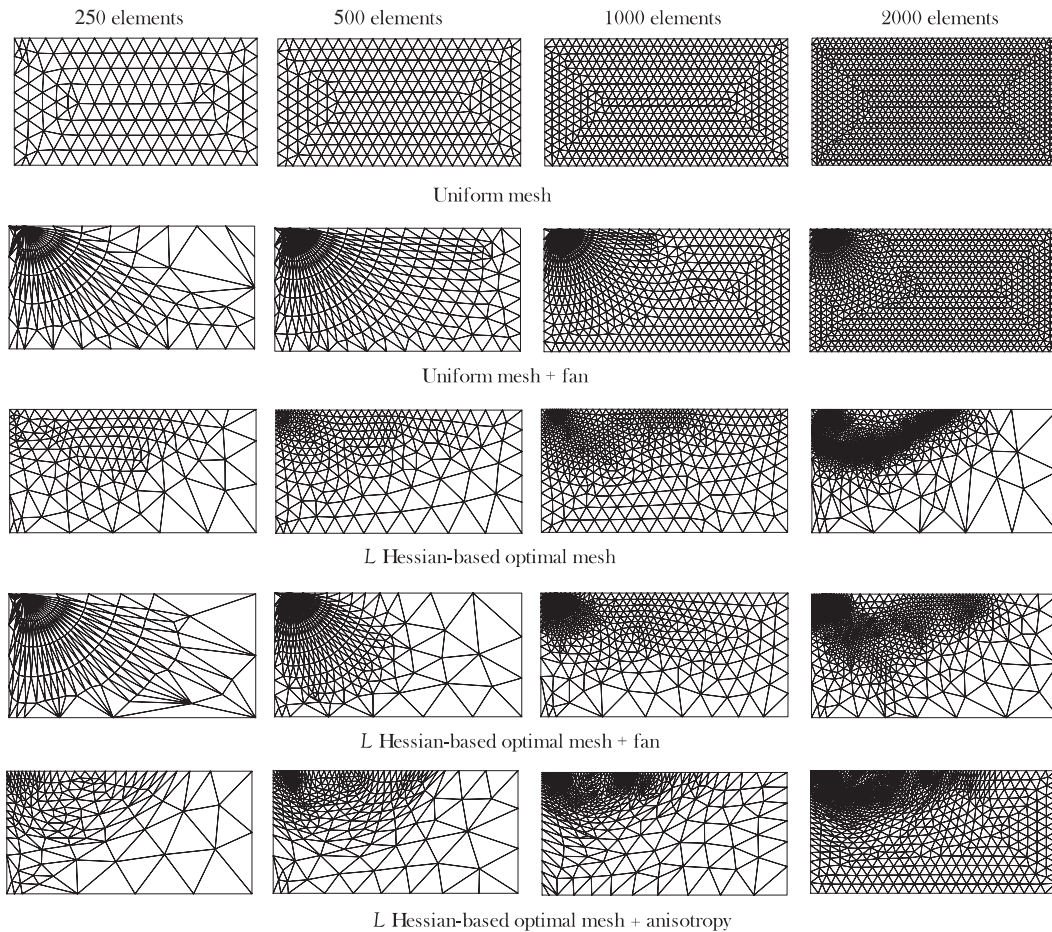 250 elements 500 elements 1000 elements 2000 elements
Uniform mesh
Uniform mesh + fan
L Hessian-based optimal mesh
L Hessian-based optimal mesh + fan
L Hessian-based optimal mesh + anisotropy